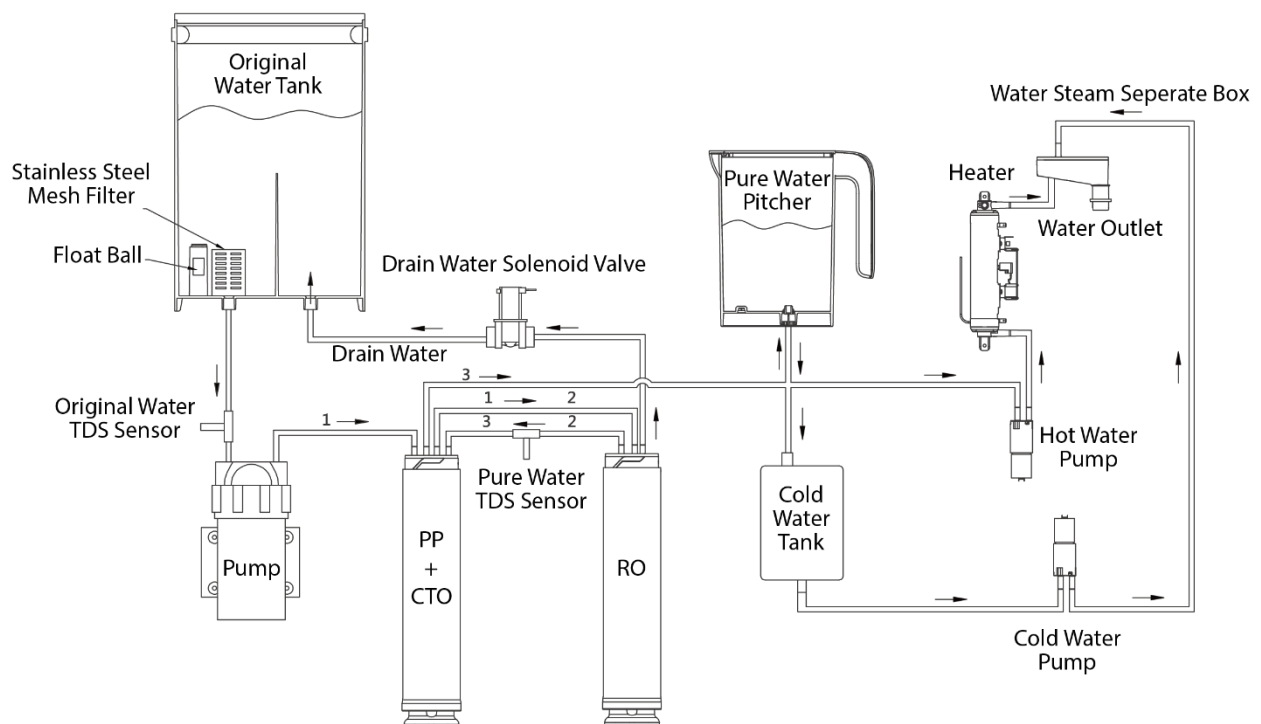 Original
Water Tank
Stainless Steel
Mesh Filter
Float Ball
Drain Water Solenoid Valve
Drain Water
Original Water
TDS Sensor
Pump
1
3
1 2
3 2
Pure Water
TDS Sensor
PP
+
CTO
RO
Pure Water
Pitcher
Cold
Water
Tank
Water Steam Seperate Box
Heater
Water Outlet
Hot Water
Pump
Cold Water
Pump